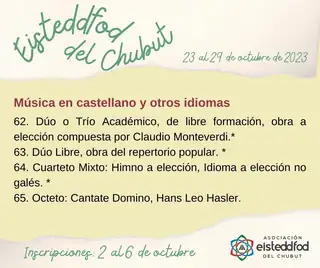 Eisteddfod
del Chubut
23 al 29 de octubre de 2023
Música en castellano y otros idiomas
62. Dúo o Trío Académico, de libre formación, obra a
elección compuesta por Claudio Monteverdi.*
63. Dúo Libre, obra del repertorio popular. *
64. Cuarteto Mixto: Himno a elección, Idioma a elección no
galés. *
65. Octeto: Cantate Domino, Hans Leo Hasler.
Inscripciones: 2 al 6 de octubre
ASOCIACIÓN
eisteddfod
DEL CHUBUT